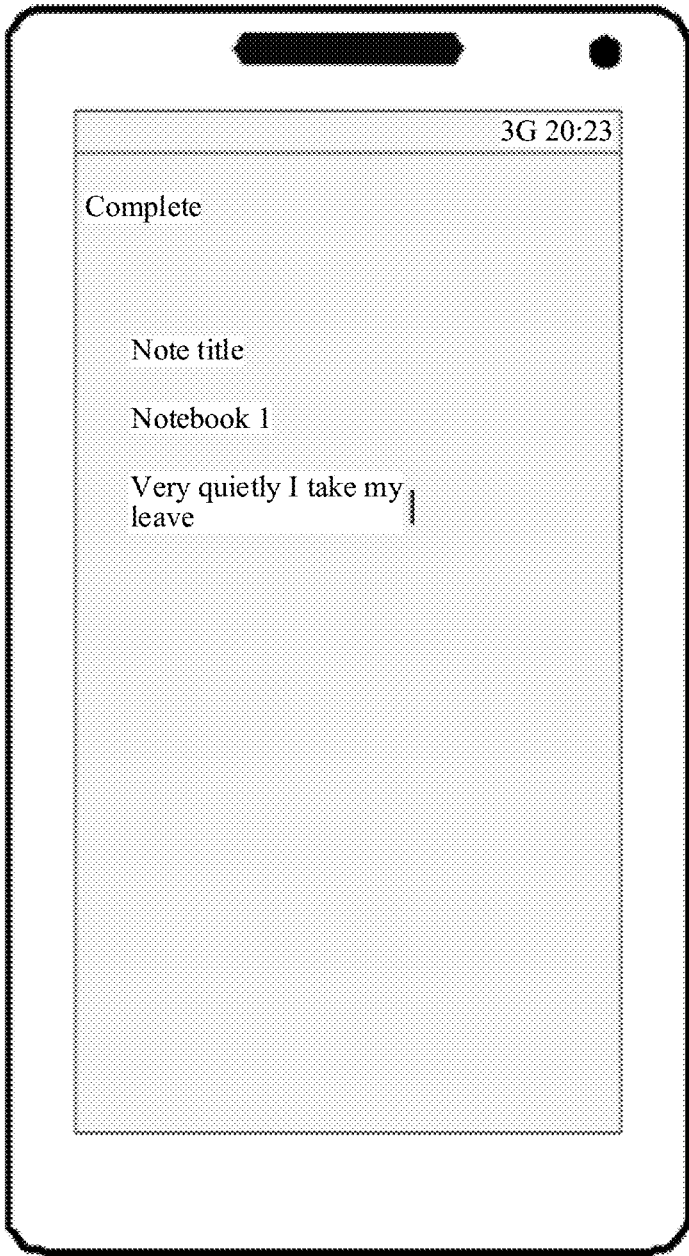 3G 20:23
Complete
Note title
Notebook 1
Very quietly I take my
leave